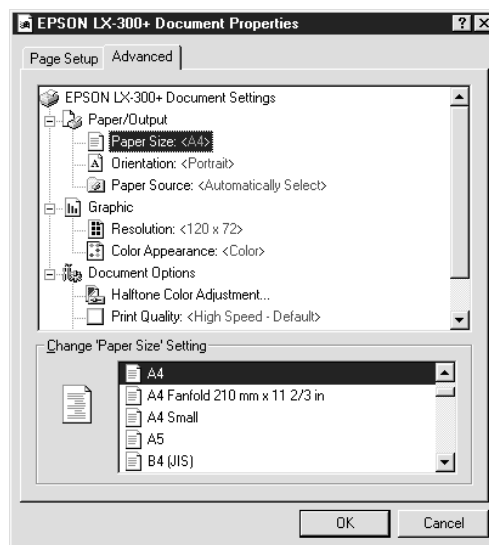 EPSON LX-300+ Document Properties
Page Setup
Advanced
EPSON LX-300+ Document Settings
Paper/Output
Paper Size: <A4>
Orientation: <Portrait>
Paper Source: <Automatically Select>
Graphic
Resolution: <120 x 72>
Color Appearance: <Color>
Document Options
Halftone Color Adjustment...
Print Quality: <High Speed - Default>
Change 'Paper Size' Setting
A4
A4 Fanfold 210 mm x 11 2/3 in
A4 Small
A5
B4 (JIS)
OK
Cancel